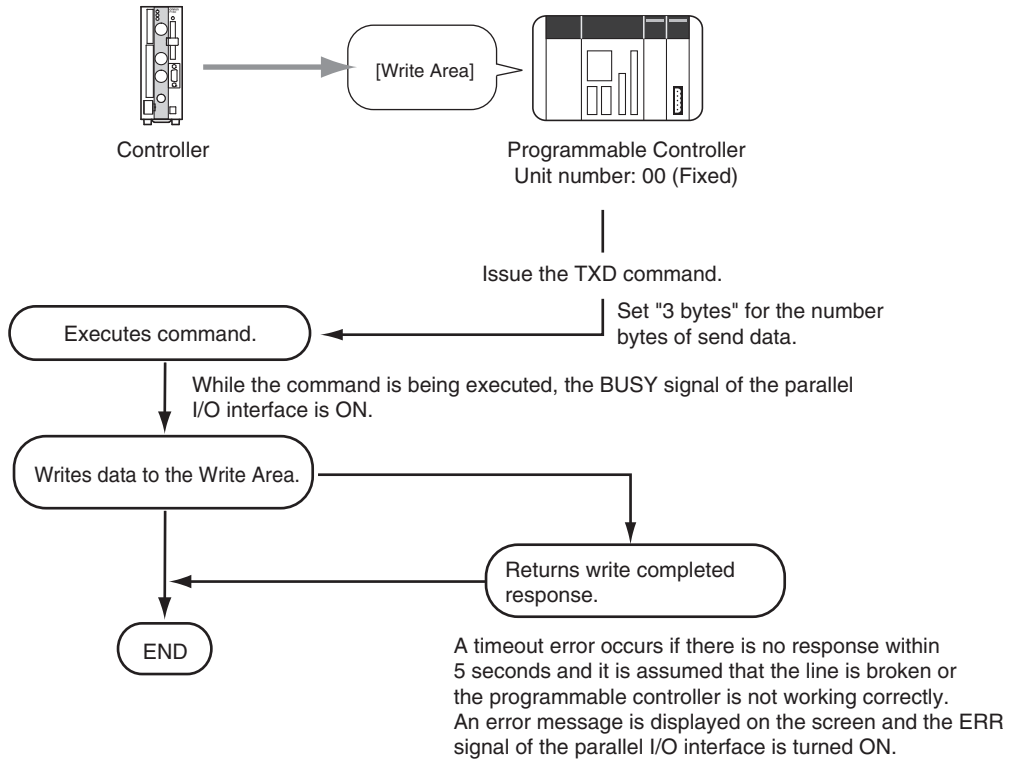 [Write Area]
Controller
Programmable Controller
Unit number: 00 (Fixed)
Issue the TXD command.
Set "3 bytes" for the number
bytes of send data.
Executes command.
While the command is being executed, the BUSY signal of the parallel
I/O interface is ON.
Writes data to the Write Area.
Returns write completed
response.
END
A timeout error occurs if there is no response within
5 seconds and it is assumed that the line is broken or
the programmable controller is not working correctly.
An error message is displayed on the screen and the ERR
signal of the parallel I/O interface is turned ON.